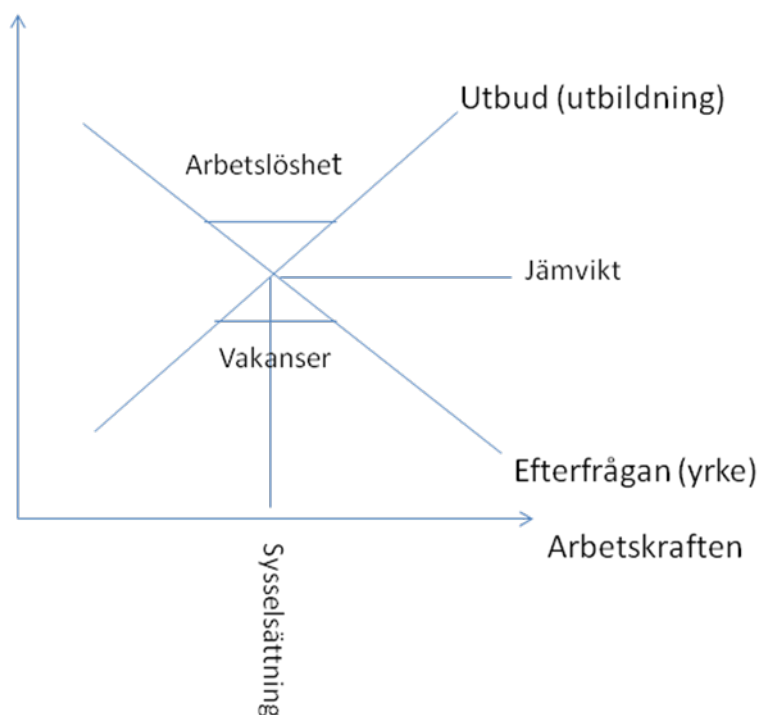 Utbud (utbildning)
Arbetslöshet
Jämvikt
Vakanser
Efterfrågan (yrke)
Arbetskraften
Sysselsättning